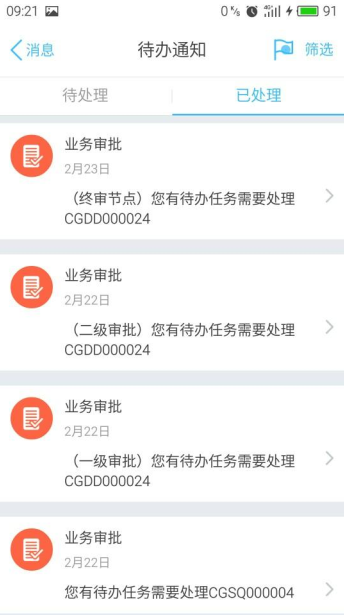 09:21 0 K/s 4G 91
消息 待办通知 筛选
待处理 已处理
业务审批
2月23日
（终审节点）您有待办任务需要处理
CGDD000024
业务审批
2月22日
（二级审批）您有待办任务需要处理
CGDD000024
业务审批
2月22日
（一级审批）您有待办任务需要处理
CGDD000024
业务审批
2月22日
您有待办任务需要处理CGSQ000004